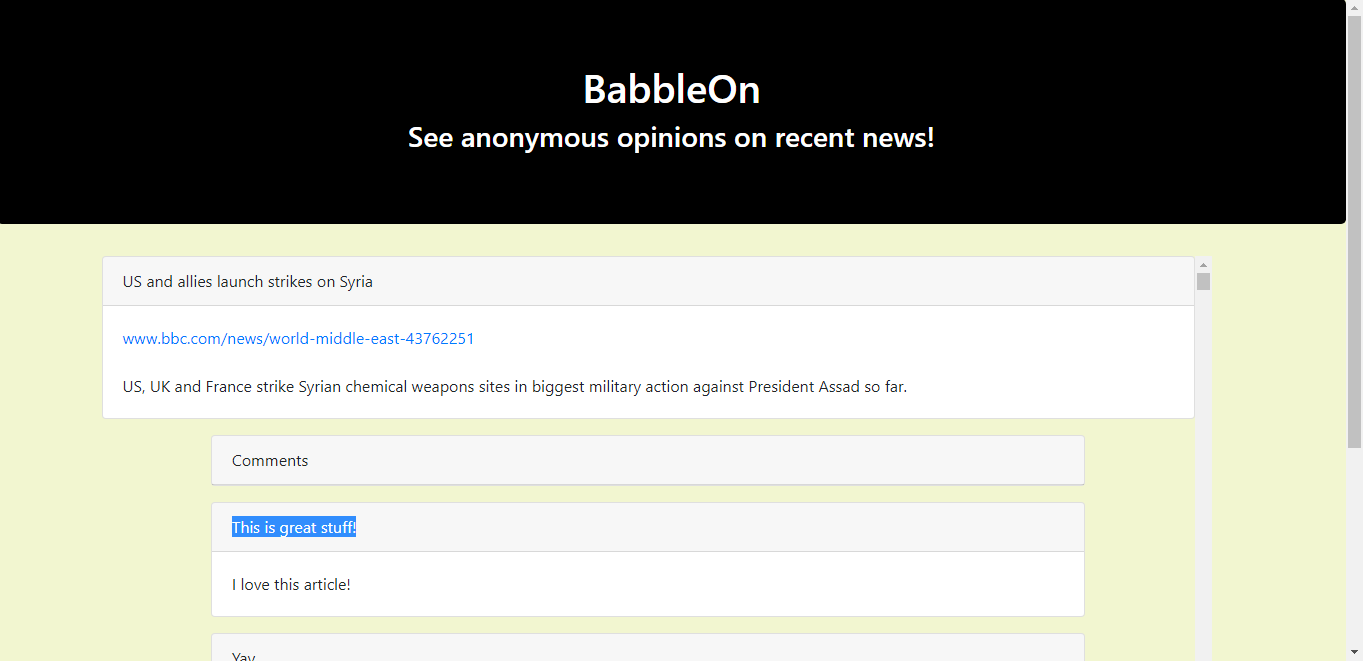 BabbleOn
See anonymous opinions on recent news!
US and allies launch strikes on Syria
www.bbc.com/news/world-middle-east-43762251
US, UK and France strike Syrian chemical weapons sites in biggest military action against President Assad so far.
Comments
This is great stuff!
I love this article!
Yay